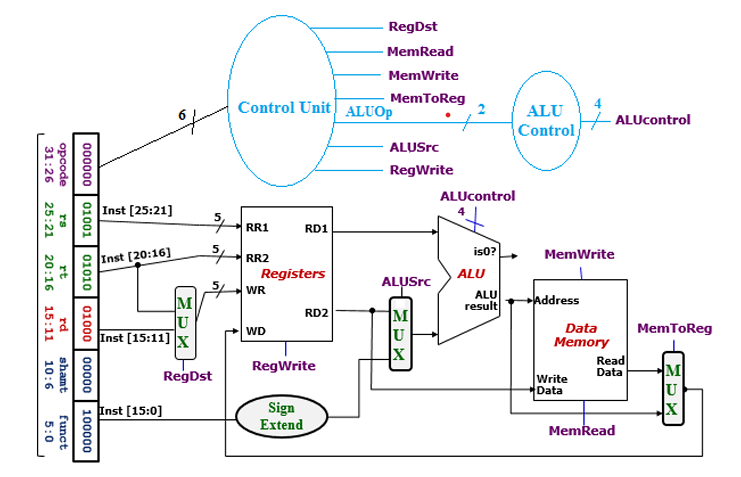 RegDst
MemRead
MemWrite
MemToReg
Control Unit
ALUOp
2
ALU
Control
4
ALUcontrol
ALUSrc
RegWrite
6
opcode
31:26
000000
rs
25:21
01001
rt
20:16
01010
rd
15:11
01000
shamt
10:6
00000
funct
5:0
100000
Inst [25:21]
5
Inst [20:16]
5
5
Inst [15:11]
MUX
RegDst
Inst [15:0]
Sign
Extend
RR1
RD1
RR2
Registers
WR
RD2
WD
RegWrite
ALUSrc
MUX
ALUcontrol
4
is0?
ALU
ALU
result
MemWrite
Address
Data
Memory
Read
Data
Write
Data
MemRead
MemToReg
MUX